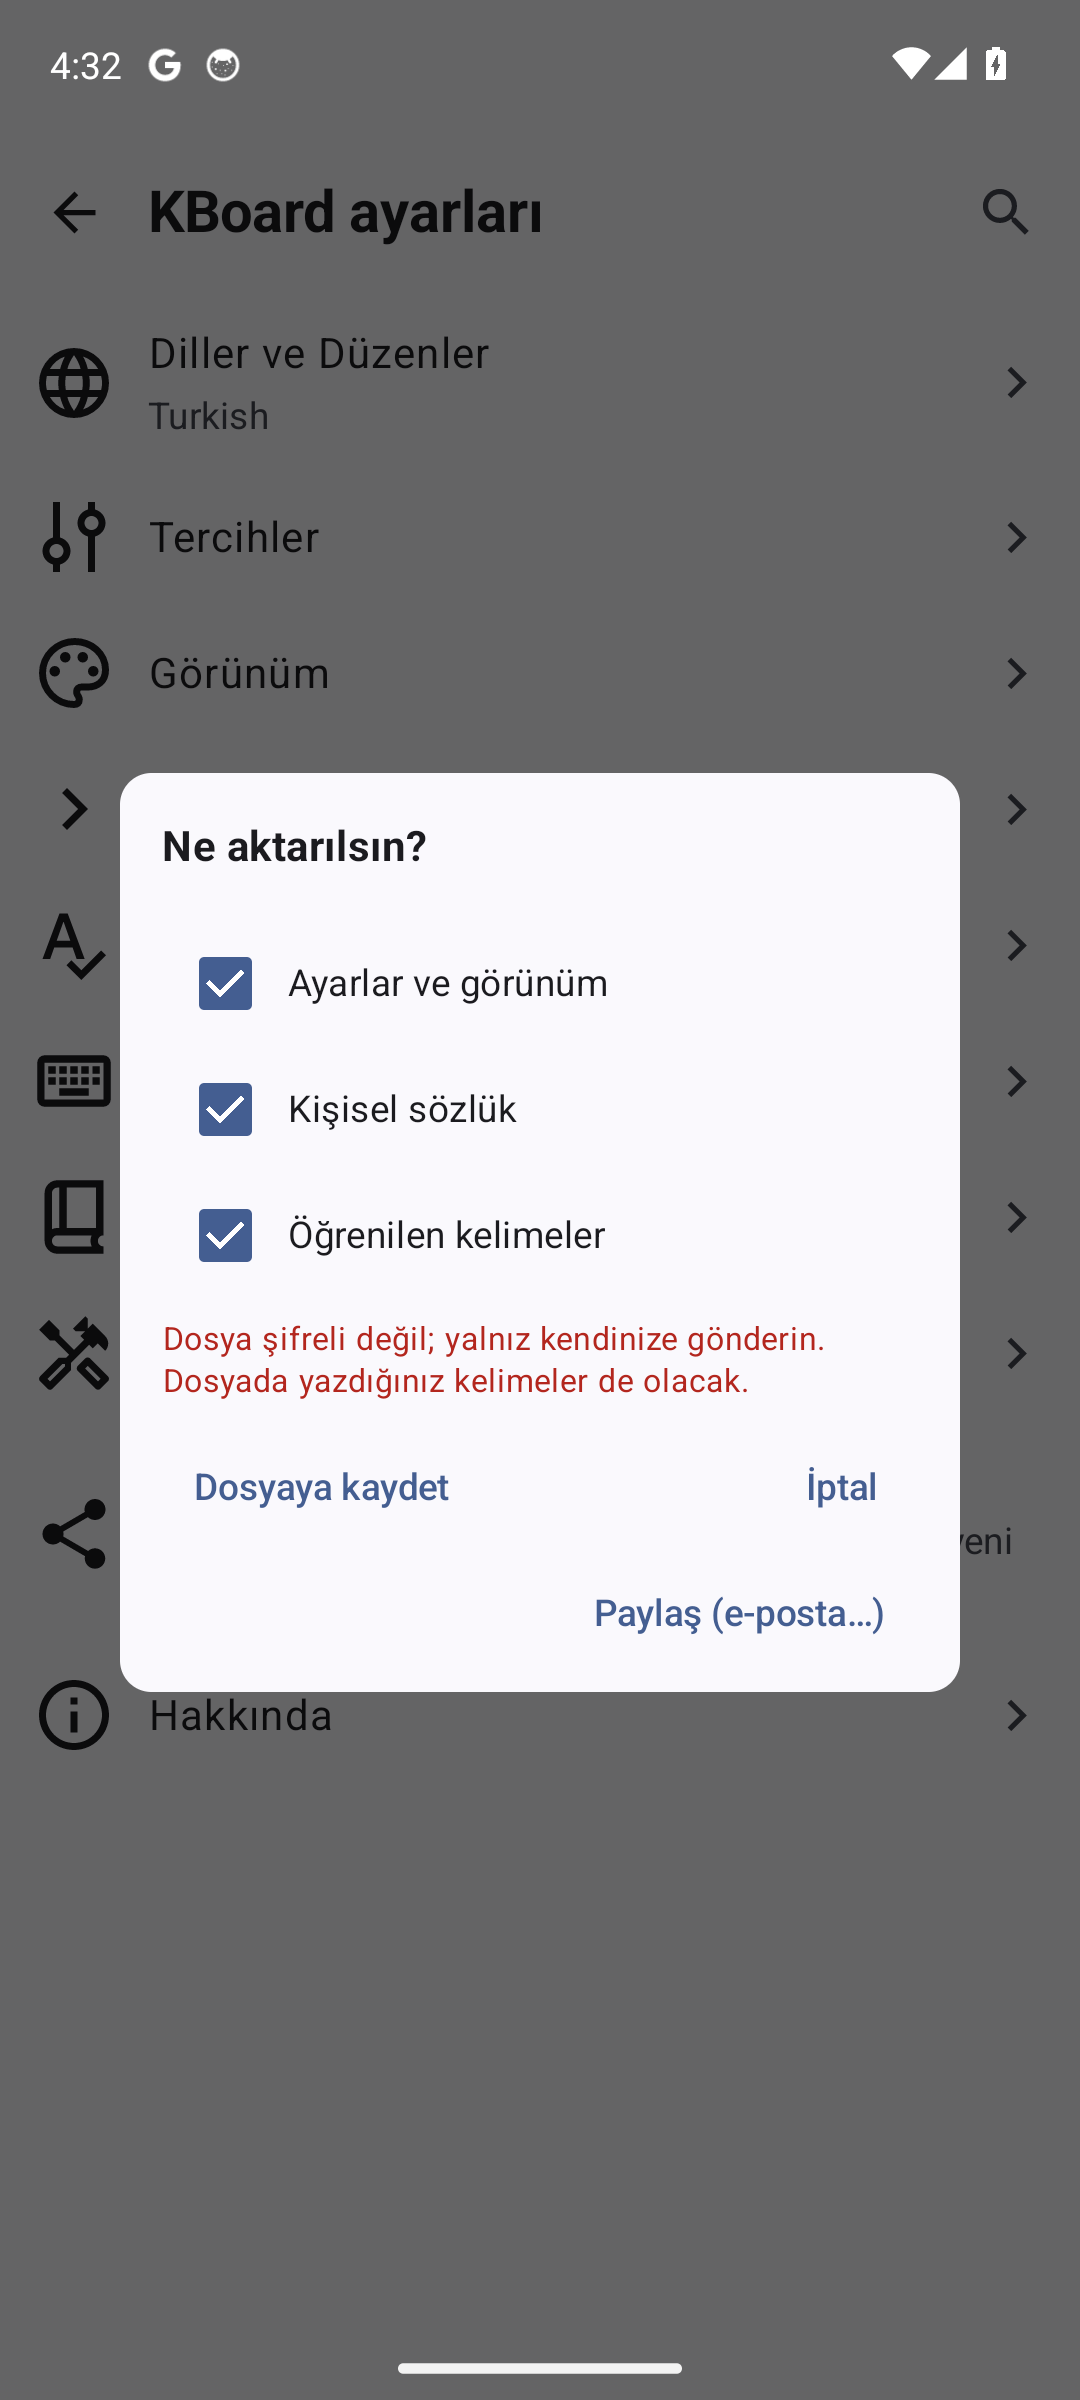 4:32
KBoard ayarları
Diller ve Düzenler
Turkish
Tercihler
Görünüm
Ne aktarılsın?
Ayarlar ve görünüm
Kişisel sözlük
Öğrenilen kelimeler
Dosya şifreli değil; yalnız kendinize gönderin.
Dosyada yazdığınız kelimeler de olacak.
Dosyaya kaydet
İptal
Paylaş (e-posta…)
Hakkında